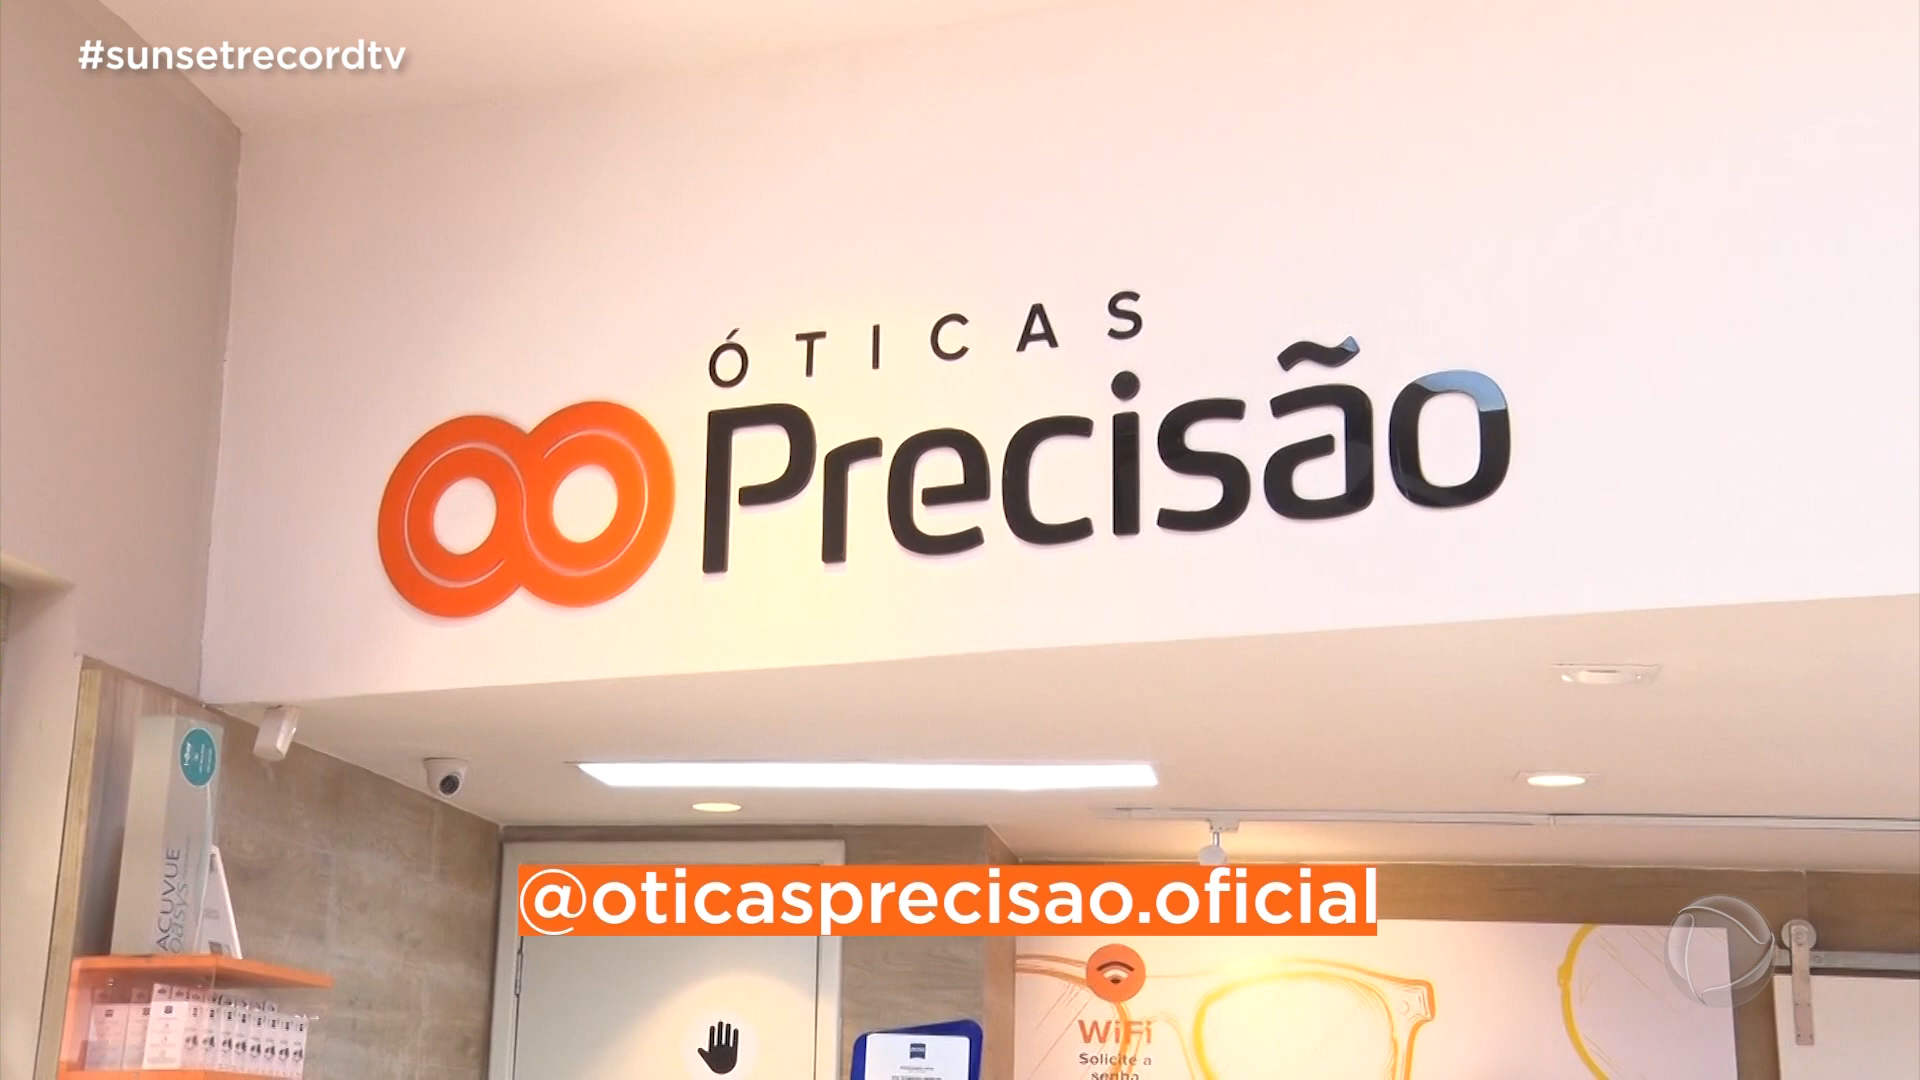 #sunsetrecordtv
ÓTICAS
Precisão
ACUVUE
oasys
@oticasprecisao.oficial
WiFi
Solicite a
senha